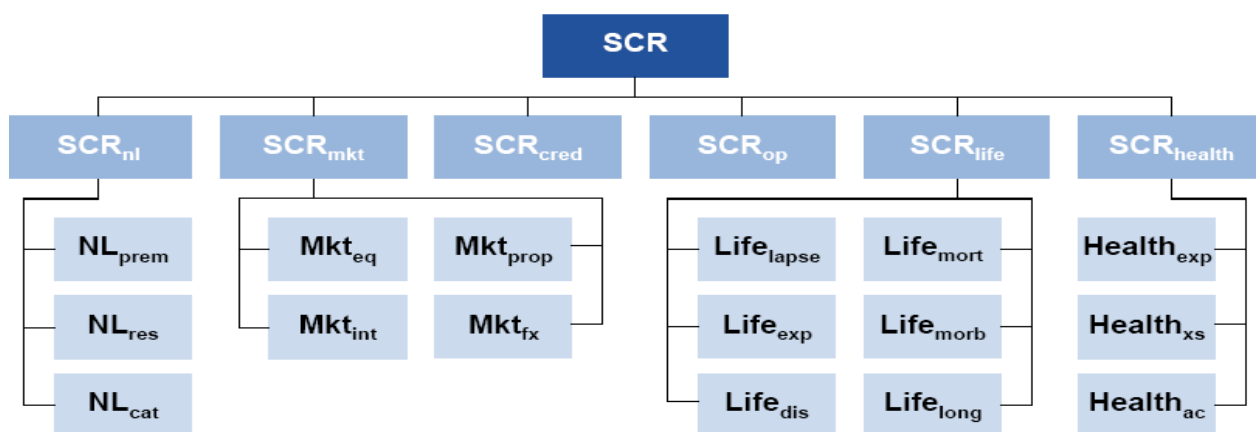 SCR
SCRnl SCRmkt SCRcred SCRop SCRlife SCRhealth
NLprem Mkteq Mktprop Lifelapse Lifemort Healthexp
NLres Mktint Mktfx Lifeexp Lifemorb Healthxs
NLcat Lifedis Lifelong Healthac